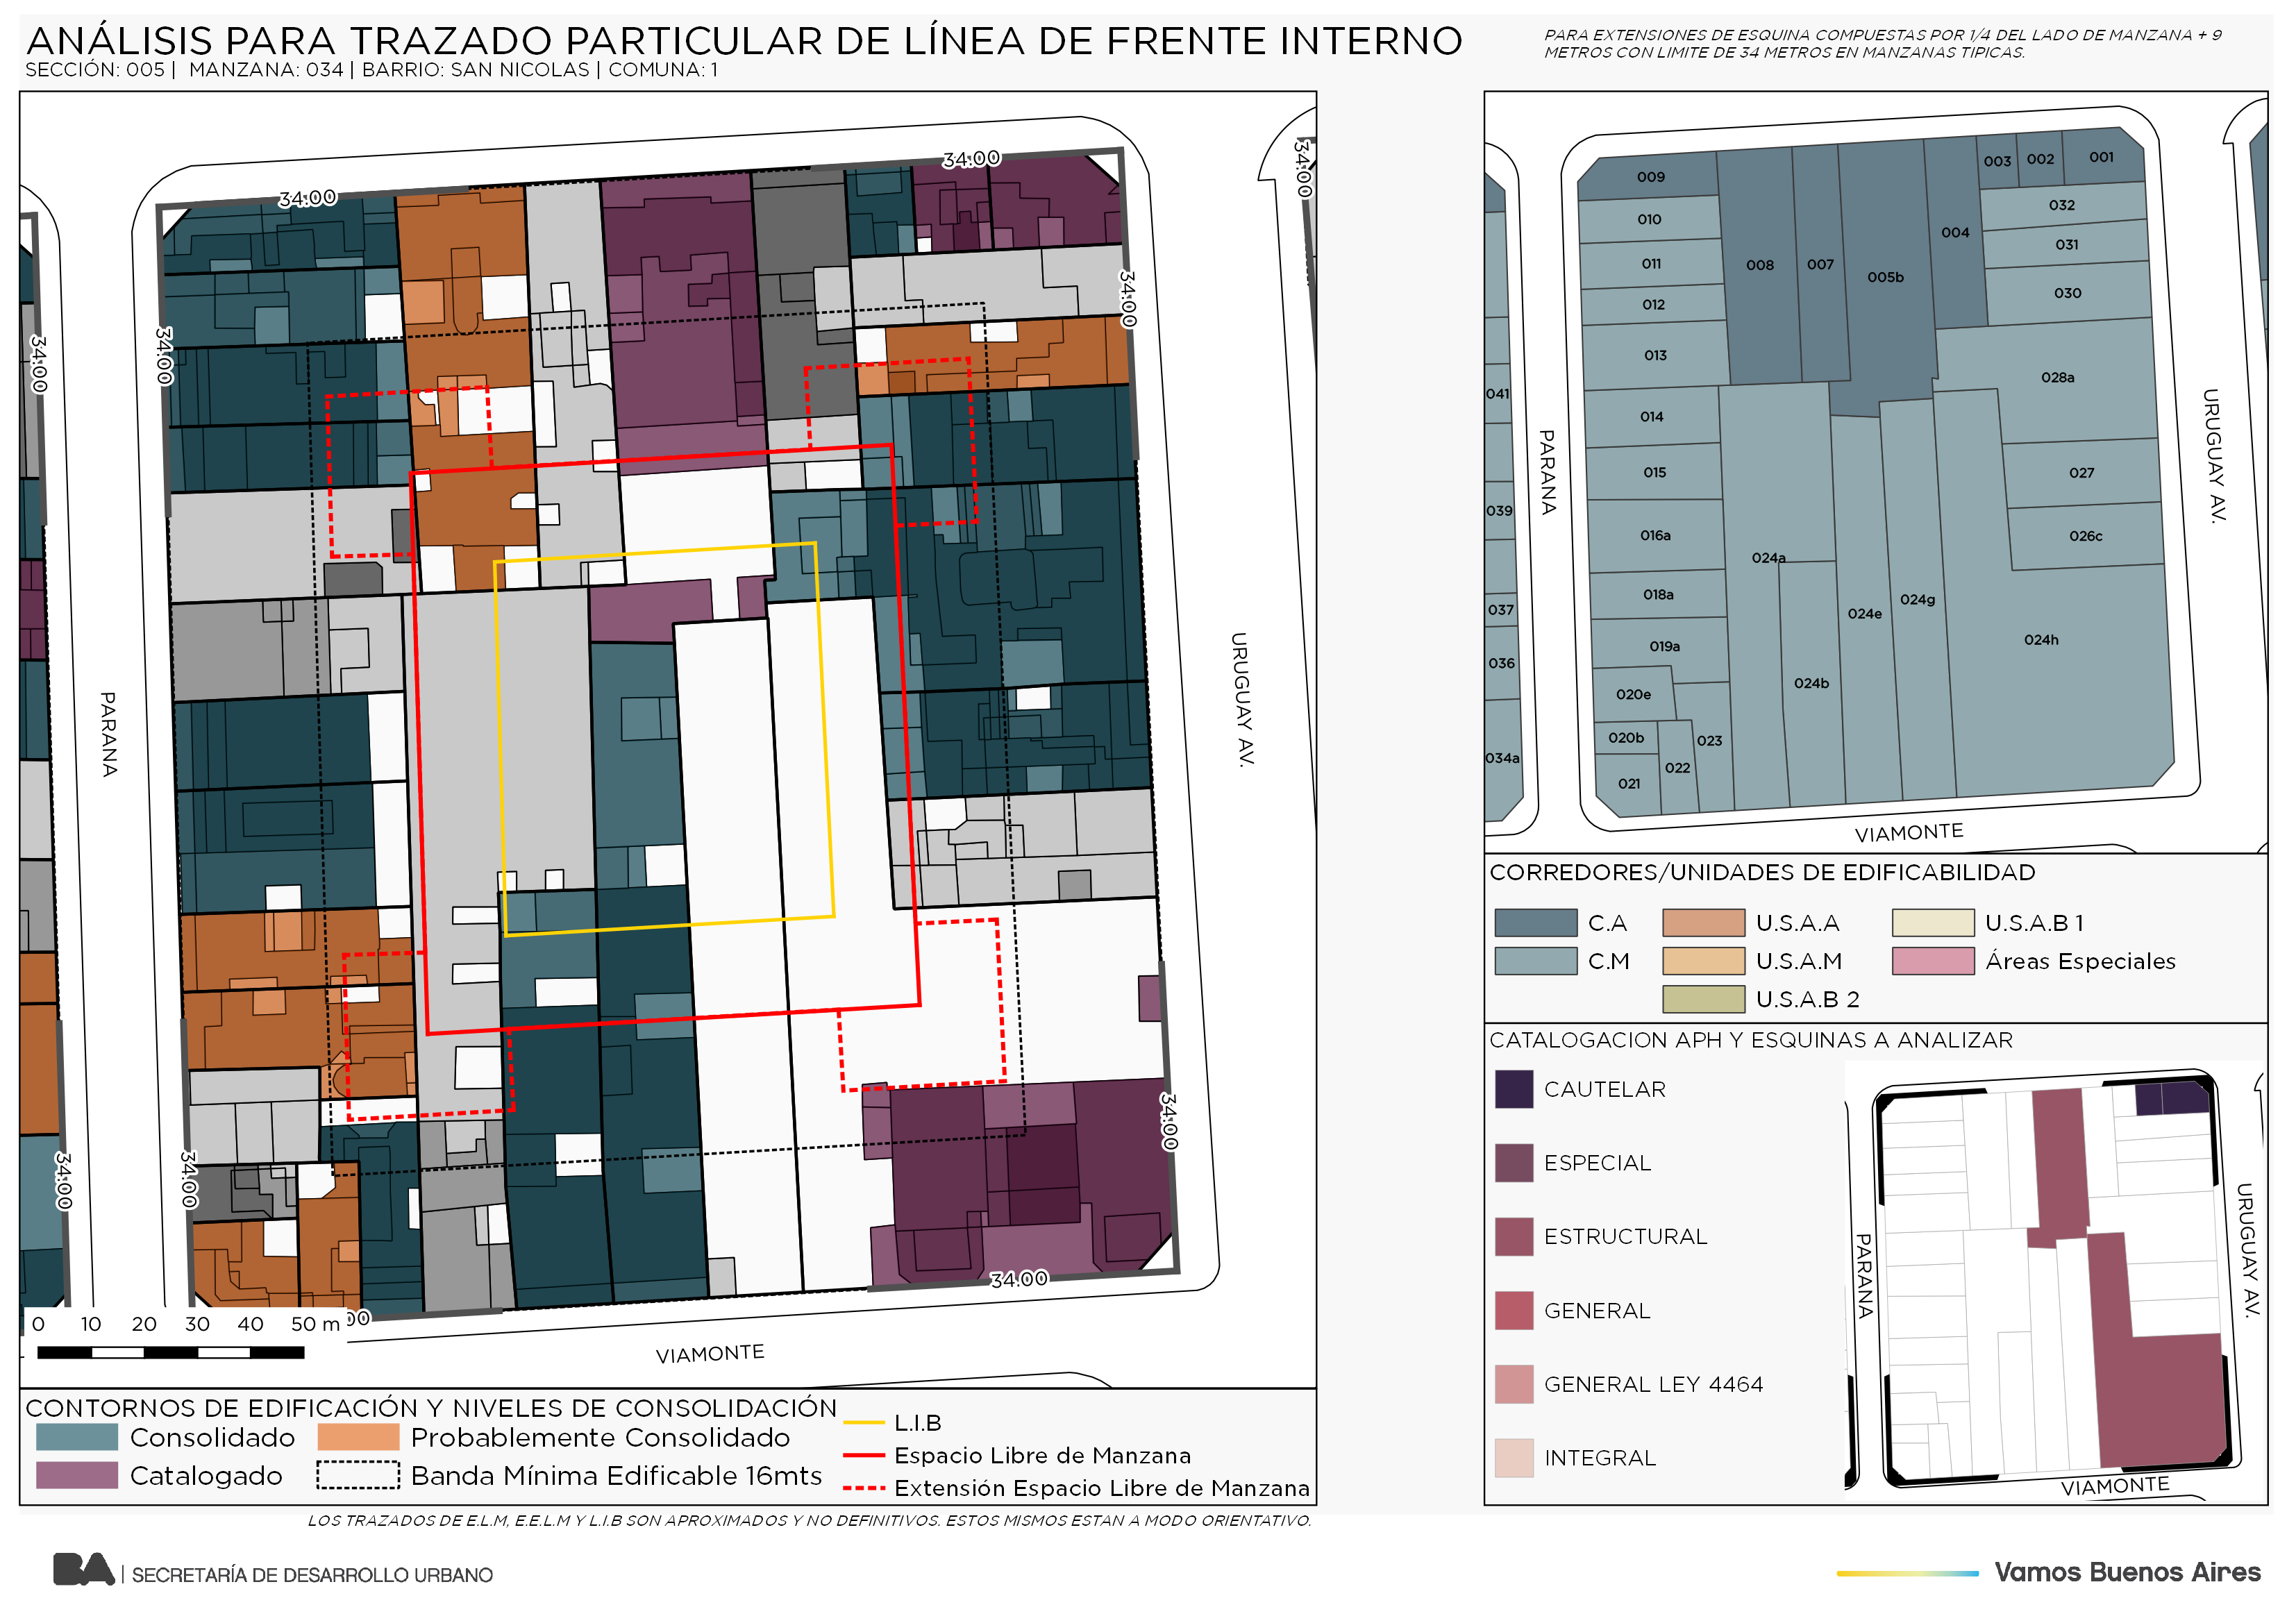 ANÁLISIS PARA TRAZADO PARTICULAR DE LÍNEA DE FRENTE INTERNO
SECCIÓN: 005 | MANZANA: 034 | BARRIO: SAN NICOLAS | COMUNA: 1
PARA EXTENSIONES DE ESQUINA COMPUESTAS POR 1/4 DEL LADO DE MANZANA + 9
METROS CON LIMITE DE 34 METROS EN MANZANAS TIPICAS.
34:00
34:00
34:00
34:00
34:00
34:00
PARANA
URUGUAY AV.
34:00
34:00
34:00
34:00
00
0 10 20 30 40 50 m
VIAMONTE
CONTORNOS DE EDIFICACIÓN Y NIVELES DE CONSOLIDACIÓN
Consolidado
Probablemente Consolidado
Catalogado
Banda Mínima Edificable 16mts
L.I.B
Espacio Libre de Manzana
Extensión Espacio Libre de Manzana
LOS TRAZADOS DE E.L.M, E.E.L.M Y L.I.B SON APROXIMADOS Y NO DEFINITIVOS. ESTOS MISMOS ESTAN A MODO ORIENTATIVO.
009
003
002
001
010
032
004
031
011
008
007
005b
030
012
013
028a
041
014
015
027
039
016a
026c
024a
018a
037
024g
024e
019a
024h
036
020e
024b
020b
023
034a
022
021
PARANA
URUGUAY AV.
VIAMONTE
CORREDORES/UNIDADES DE EDIFICABILIDAD
C.A
U.S.A.A
U.S.A.B 1
C.M
U.S.A.M
Áreas Especiales
U.S.A.B 2
CATALOGACION APH Y ESQUINAS A ANALIZAR
CAUTELAR
ESPECIAL
ESTRUCTURAL
GENERAL
GENERAL LEY 4464
INTEGRAL
PARANA
URUGUAY AV.
VIAMONTE
BA | SECRETARÍA DE DESARROLLO URBANO
Vamos Buenos Aires